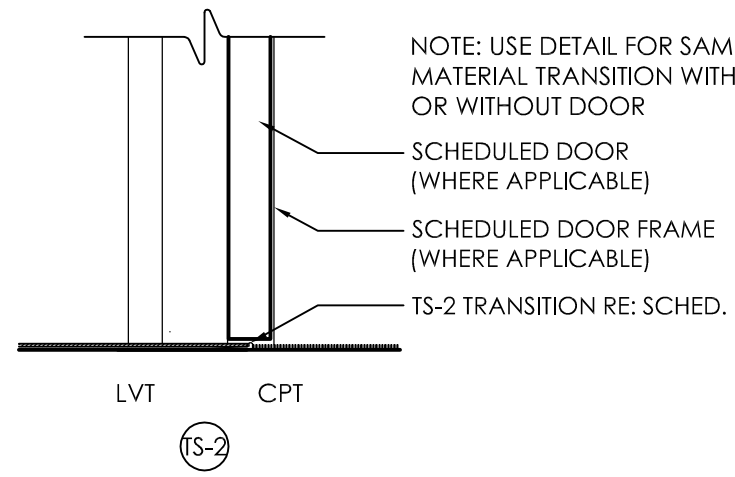 NOTE: USE DETAIL FOR SAM
MATERIAL TRANSITION WITH
OR WITHOUT DOOR
SCHEDULED DOOR
(WHERE APPLICABLE)
SCHEDULED DOOR FRAME
(WHERE APPLICABLE)
TS-2 TRANSITION RE: SCHED.
LVT CPT
TS-2